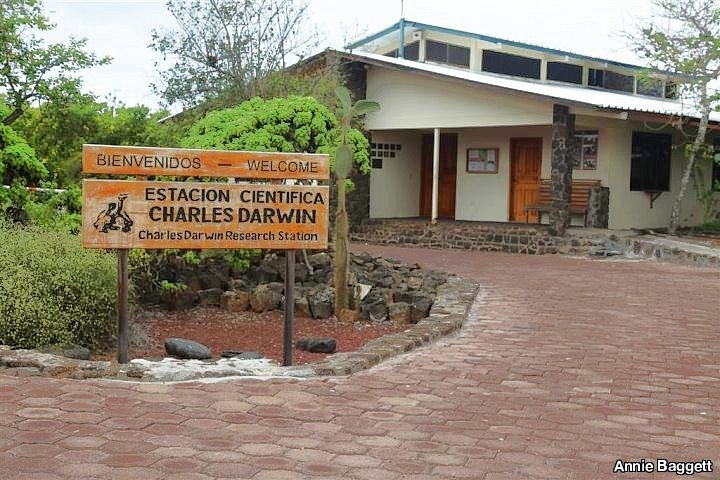 BIENVENIDOS — WELCOME
ESTACION CIENTIFICA
CHARLES DARWIN
CHARLES DARWIN RESEARCH STATION
Annie Baggett